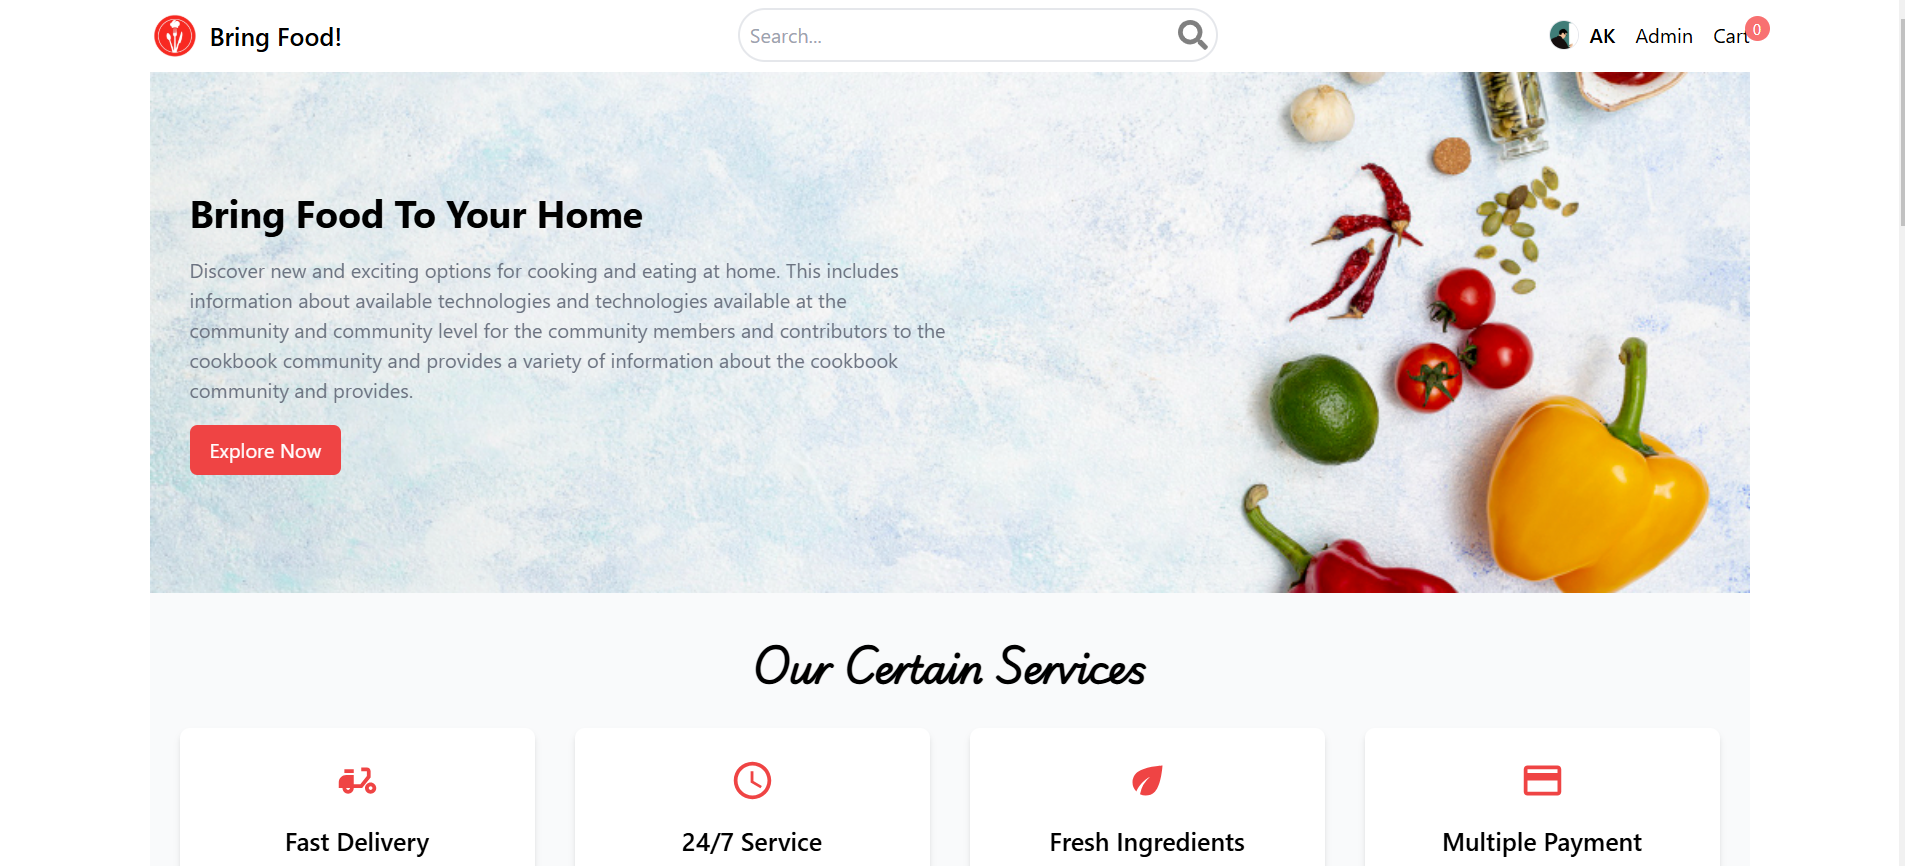 Bring Food!
Search...
AK
Admin
Cart
0
Bring Food To Your Home
Discover new and exciting options for cooking and eating at home. This includes
information about available technologies and technologies available at the
community and community level for the community members and contributors to the
cookbook community and provides a variety of information about the cookbook
community and provides.
Explore Now
Our Certain Services
Fast Delivery
24/7 Service
Fresh Ingredients
Multiple Payment